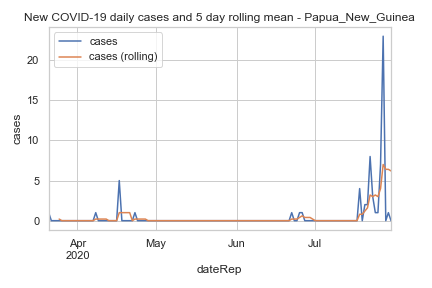 New COVID-19 daily cases and 5 day rolling mean - Papua_New_Guinea
cases
cases (rolling)
20
15
10
5
0
cases
Apr
2020
May
Jun
Jul
dateRep